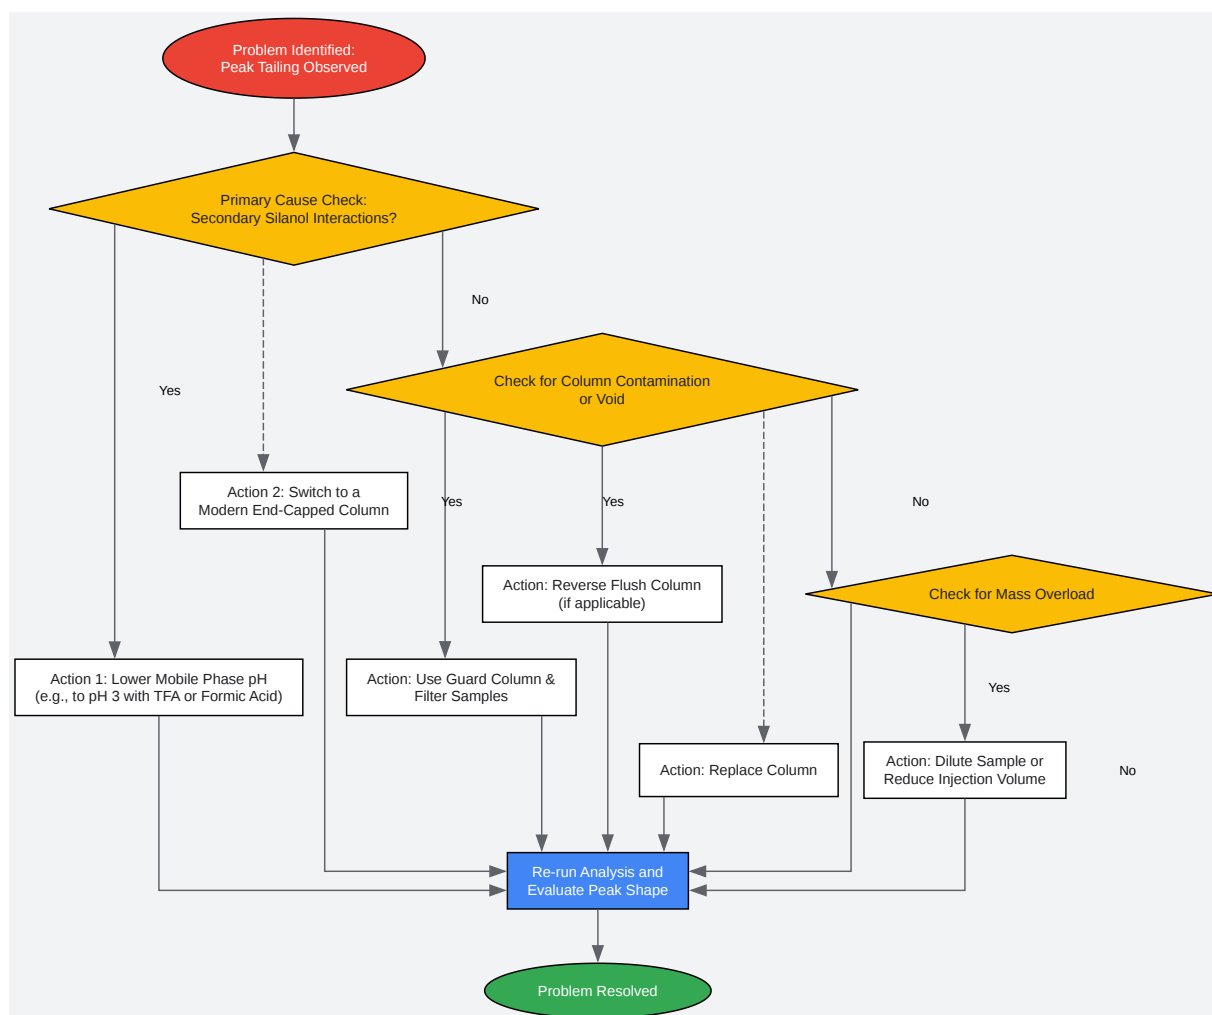 Problem Identified:
Peak Tailing Observed
Primary Cause Check:
Secondary Silanol Interactions?
No
Check for Column Contamination
or Void
Yes
Action 2: Switch to a
Modern End-Capped Column
Yes
Yes
No
Action: Reverse Flush Column
(if applicable)
Check for Mass Overload
Action 1: Lower Mobile Phase pH
(e.g., to pH 3 with TFA or Formic Acid)
Action: Use Guard Column &
Filter Samples
Yes
Action: Replace Column
Action: Dilute Sample or
Reduce Injection Volume
No
Re-run Analysis and
Evaluate Peak Shape
Problem Resolved